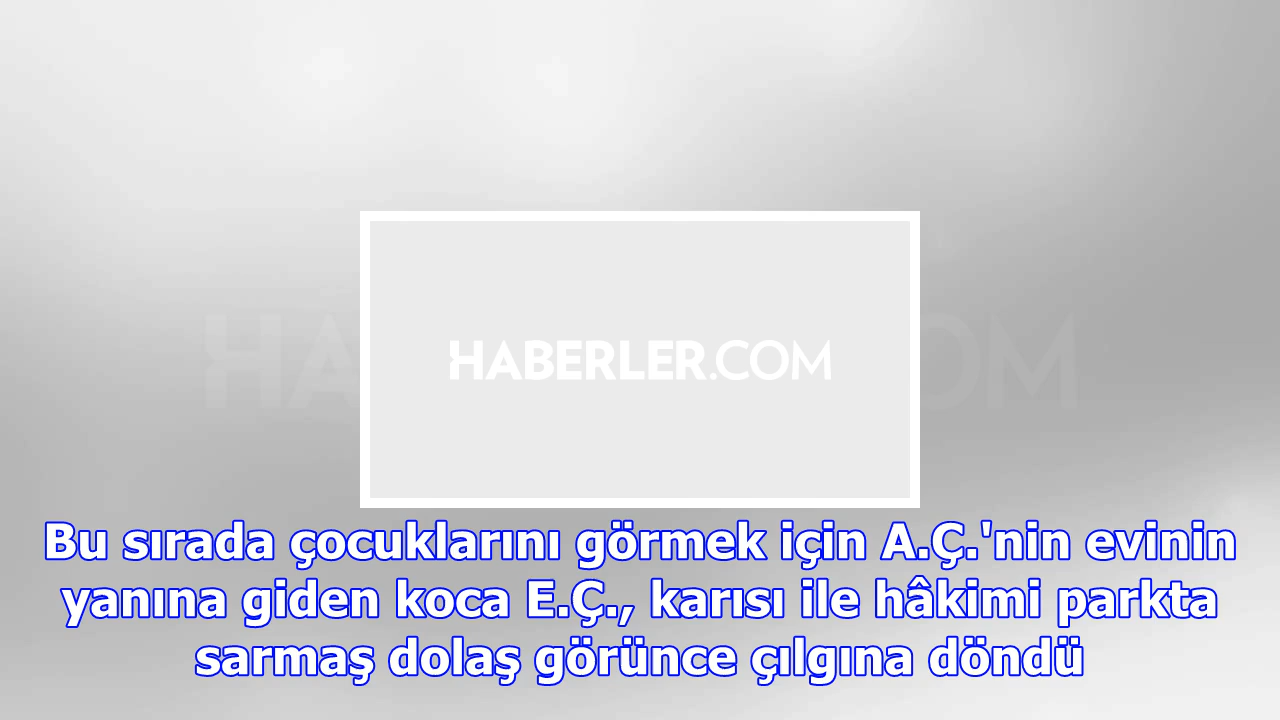 HABERLER.COM
Bu sırada çocuklarını görmek için A.Ç.'nin evinin
yanına giden koca E.Ç., karısı ile hâkimi parkta
sarmaş dolaş görünce çılgına döndü